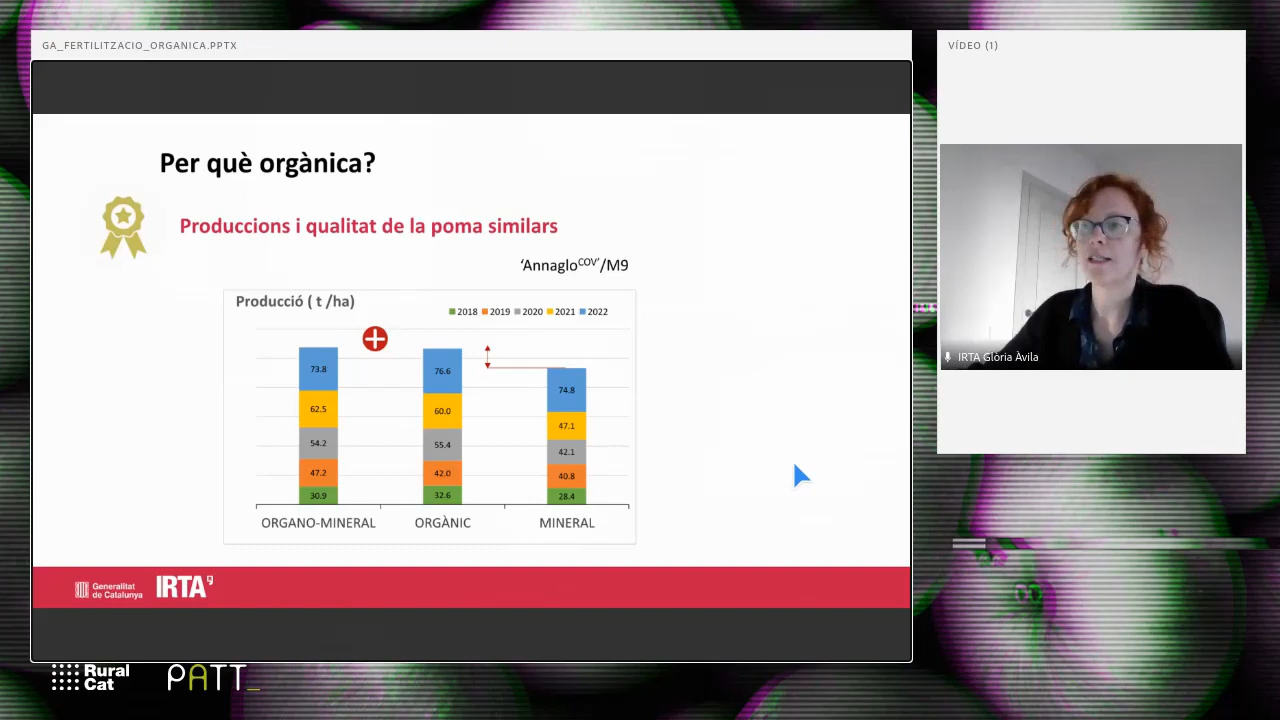 GA_FERTILITZACIO_ORGANICA.PPTX
VÍDEO (1)
Per què orgànica?
Produccions i qualitat de la poma similars
'Annaglo COV'/M9
Producció ( t /ha)
2018 2019 2020 2021 2022
73.8 76.6 74.8
62.5 60.0 47.1
54.2 55.4 42.1
47.2 42.0 40.8
30.9 32.6 28.4
ORGANO-MINERAL ORGÀNIC MINERAL
IRTA Glòria Àvila
Generalitat
de Catalunya
IRTA
Rural
Cat
PATT_